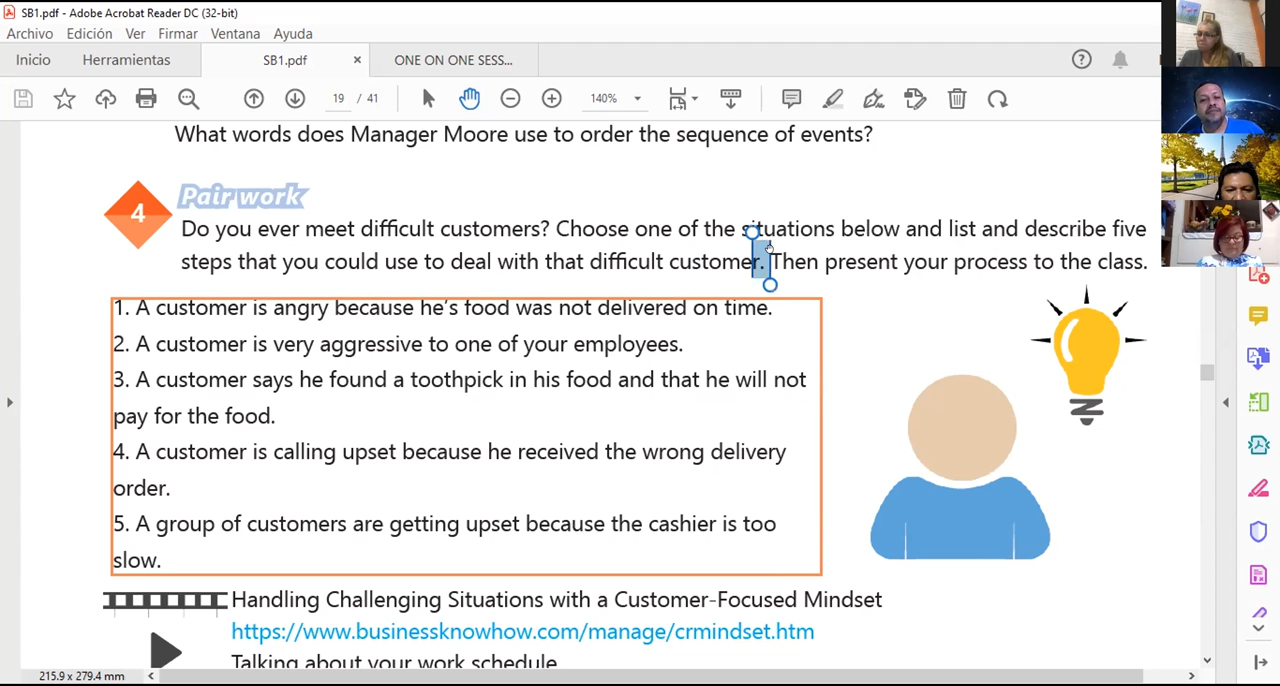 SB1.pdf - Adobe Acrobat Reader DC (32-bit)
Archivo Edición Ver Firmar Ventana Ayuda
Inicio Herramientas SB1.pdf × ONE ON ONE SESS...
19 / 41 140%
What words does Manager Moore use to order the sequence of events?
4 Pair work
Do you ever meet difficult customers? Choose one of the situations below and list and describe five
steps that you could use to deal with that difficult customer. Then present your process to the class.
1. A customer is angry because he's food was not delivered on time.
2. A customer is very aggressive to one of your employees.
3. A customer says he found a toothpick in his food and that he will not
pay for the food.
4. A customer is calling upset because he received the wrong delivery
order.
5. A group of customers are getting upset because the cashier is too
slow.
Handling Challenging Situations with a Customer-Focused Mindset
https://www.businessknowhow.com/manage/crmindset.htm
Talking about your work schedule
215.9 x 279.4 mm